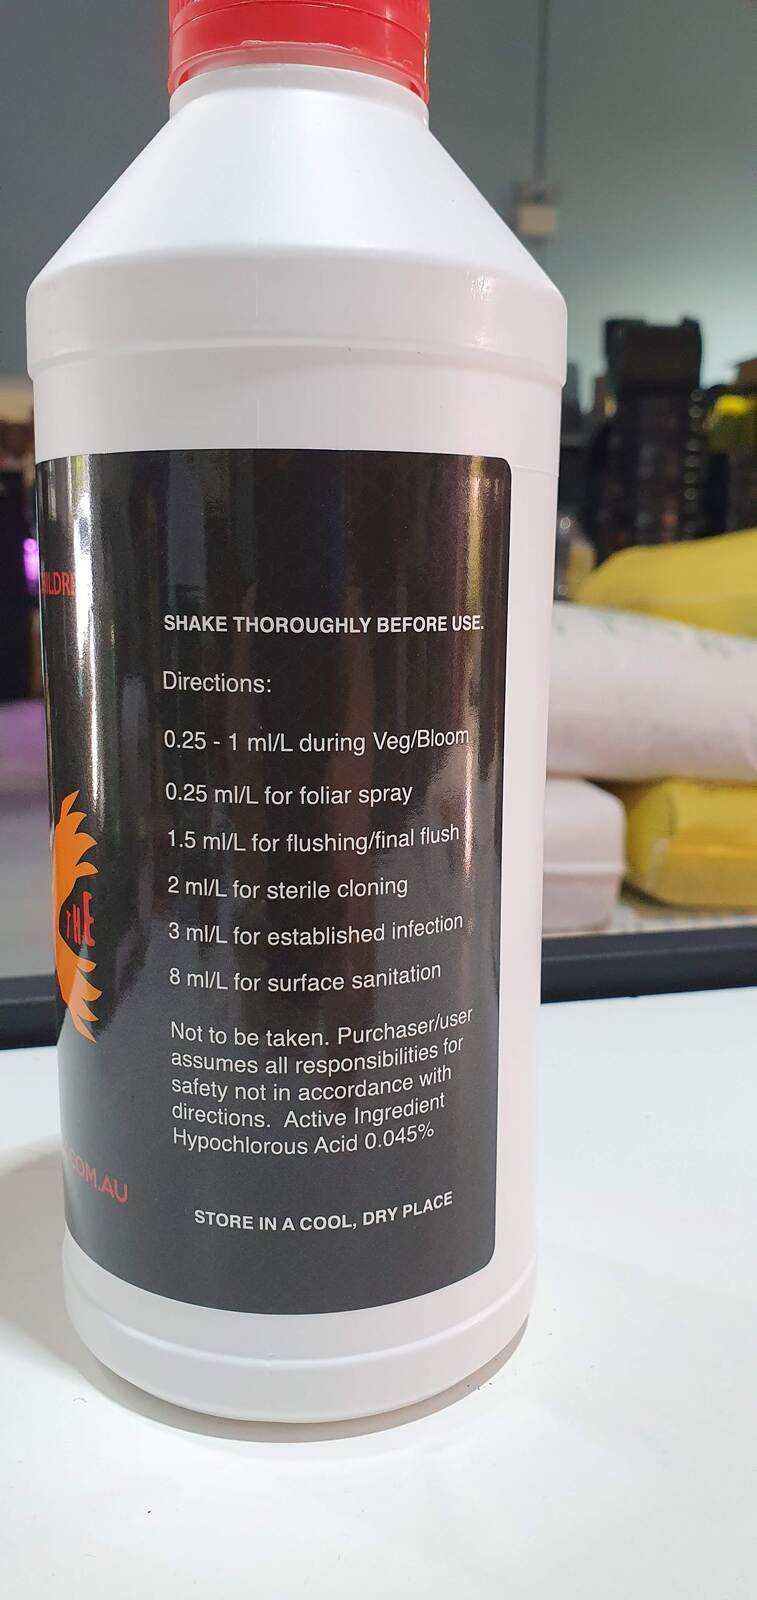 SHAKE THOROUGHLY BEFORE USE.
Directions:
0.25 - 1 ml/L during Veg/Bloom
0.25 ml/L for foliar spray
1.5 ml/L for flushing/final flush
2 ml/L for sterile cloning
3 ml/L for established infection
8 ml/L for surface sanitation
Not to be taken. Purchaser/user
assumes all responsibilities for
safety not in accordance with
directions. Active Ingredient
Hypochlorous Acid 0.045%
STORE IN A COOL, DRY PLACE
THE
.COM.AU